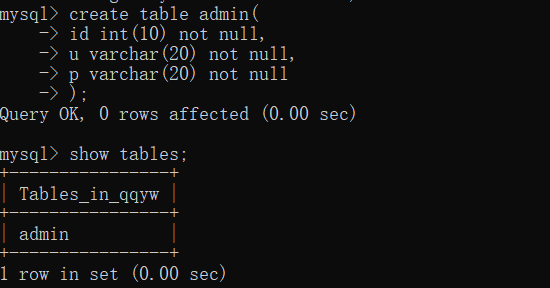 mysql> create table admin(
    -> id int(10) not null,
    -> u varchar(20) not null,
    -> p varchar(20) not null
    -> );
Query OK, 0 rows affected (0.00 sec)

mysql> show tables;
+----------------+
| Tables_in_qqyw |
+----------------+
| admin          |
+----------------+
1 row in set (0.00 sec)